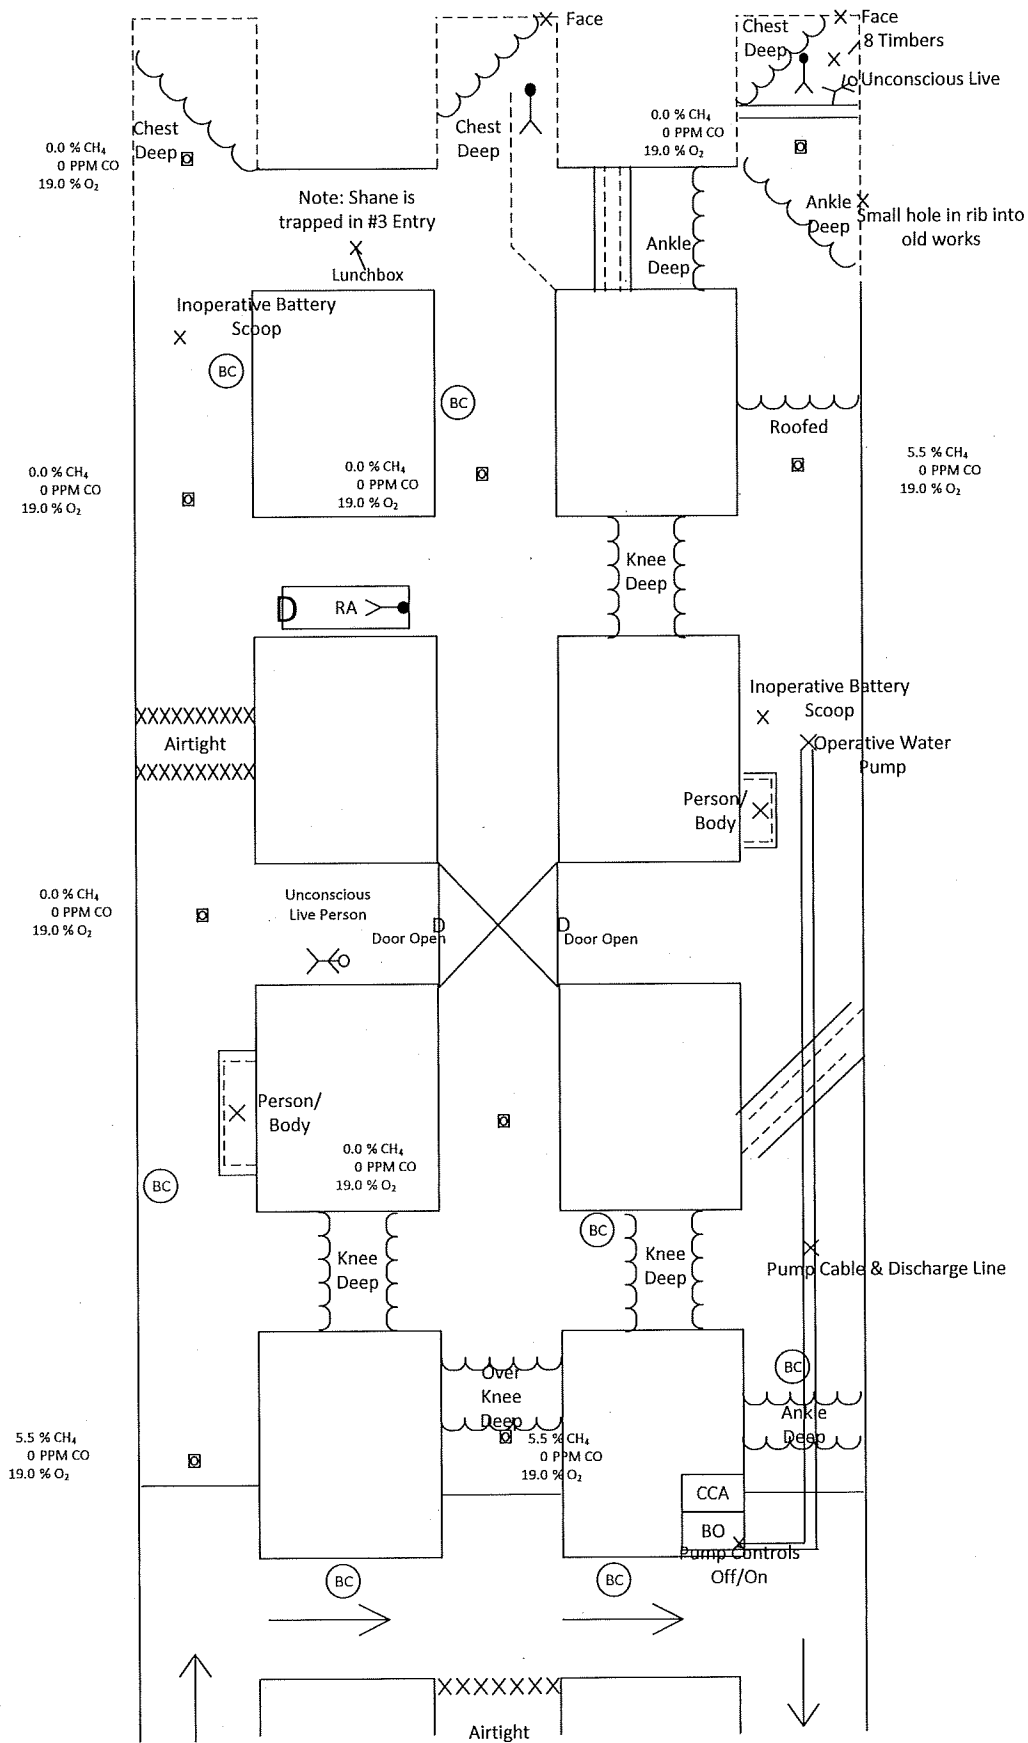 Face
Chest
Deep
Face
8 Timbers
Unconscious Live
Chest
Deep
0.0 % CH₄
0 PPM CO
19.0 % O₂
Chest
Deep
0.0 % CH₄
0 PPM CO
19.0 % O₂
Note: Shane is
trapped in #3 Entry
Lunchbox
Ankle
Deep
Ankle
Deep
Small hole in rib into
old works
Inoperative Battery
Scoop
BC
BC
Roofed
0.0 % CH₄
0 PPM CO
19.0 % O₂
0.0 % CH₄
0 PPM CO
19.0 % O₂
5.5 % CH₄
0 PPM CO
19.0 % O₂
Knee
Deep
D
RA
Inoperative Battery
Scoop
XXXXXXXXXX
Airtight
XXXXXXXXXX
Operative Water
Pump
Person/
Body
0.0 % CH₄
0 PPM CO
19.0 % O₂
Unconscious
Live Person
D
Door Open
D
Door Open
Person/
Body
0.0 % CH₄
0 PPM CO
19.0 % O₂
BC
BC
Knee
Deep
Knee
Deep
Pump Cable & Discharge Line
BC
Over
Knee
Deep
Ankle
Deep
5.5 % CH₄
0 PPM CO
19.0 % O₂
5.5 % CH₄
0 PPM CO
19.0 % O₂
CCA
BO
Pump Controls
Off/On
BC
BC
XXXXXXXX
Airtight